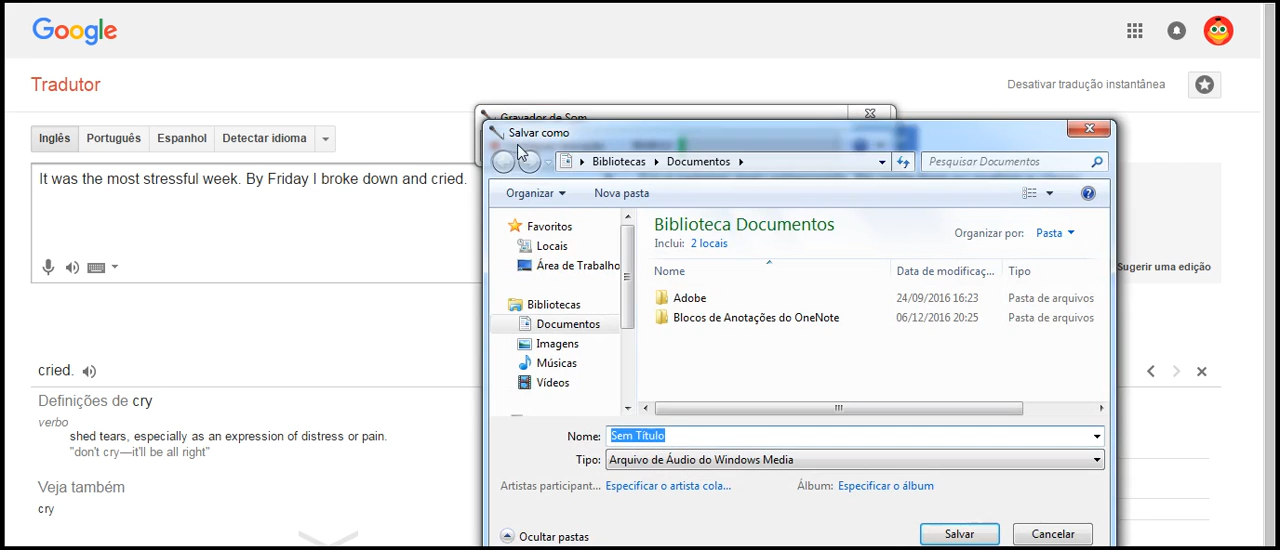 Google
Tradutor
Desativar tradução instantânea
Inglês Português Espanhol Detectar idioma
It was the most stressful week. By Friday I broke down and cried.
Sugerir uma edição
cried.
Definições de cry
verbo
shed tears, especially as an expression of distress or pain.
"don't cry—it'll be all right"
Veja também
cry
Gravador de Som
Salvar como
Bibliotecas Documentos
Pesquisar Documentos
Organizar Nova pasta
Favoritos
Locais
Área de Trabalho
Bibliotecas
Documentos
Imagens
Músicas
Vídeos
Biblioteca Documentos
Inclui: 2 locais
Organizar por: Pasta
Nome Data de modificaç... Tipo
Adobe 24/09/2016 16:23 Pasta de arquivos
Blocos de Anotações do OneNote 06/12/2016 20:25 Pasta de arquivos
Nome: Sem Título
Tipo: Arquivo de Áudio do Windows Media
Artistas participant... Especificar o artista cola... Álbum: Especificar o álbum
Ocultar pastas Salvar Cancelar